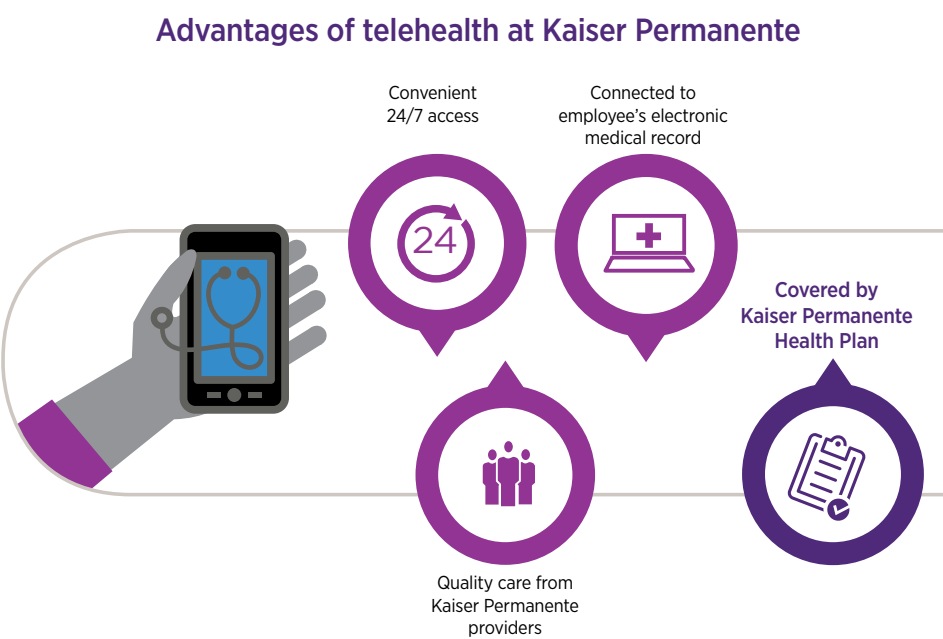 Advantages of telehealth at Kaiser Permanente
Convenient
24/7 access
Connected to
employee's electronic
medical record
24
Covered by
Kaiser Permanente
Health Plan
Quality care from
Kaiser Permanente
providers